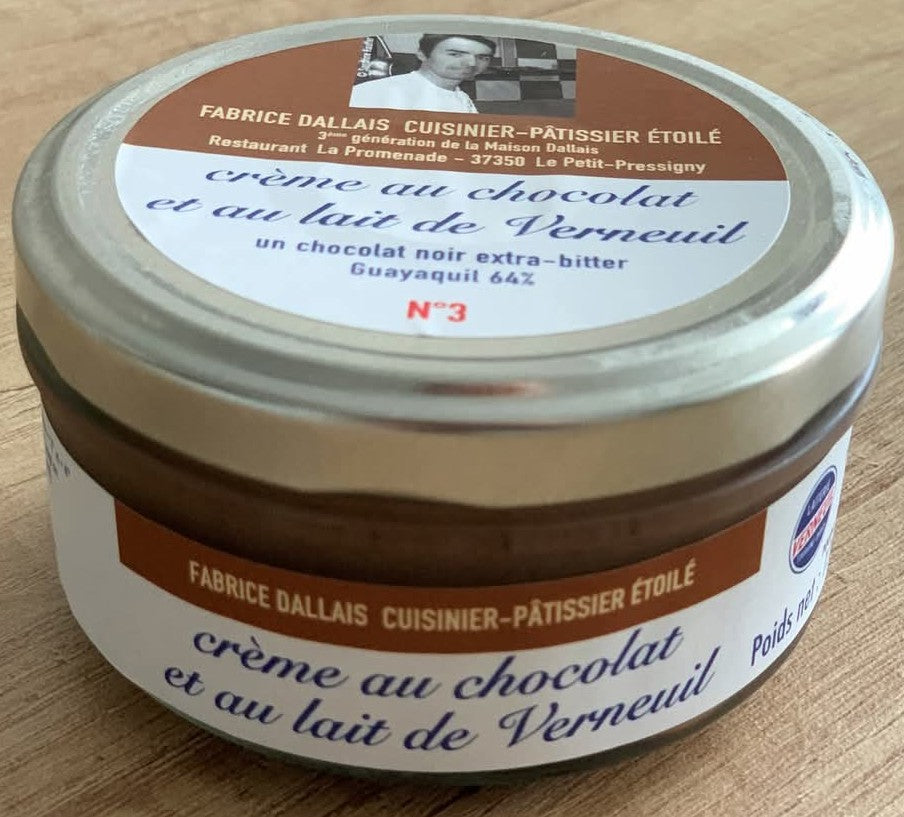 FABRICE DALLAIS CUISINIER-PÂTISSIER ÉTOILÉ
3ème génération de la Maison Dallais
Restaurant La Promenade - 37350 Le Petit-Pressigny
crème au chocolat
et au lait de Verneuil
un chocolat noir extra-bitter
Guayaquil 64%
N°3
FABRICE DALLAIS CUISINIER-PÂTISSIER ÉTOILÉ
crème au chocolat
et au lait de Verneuil
Poids net :